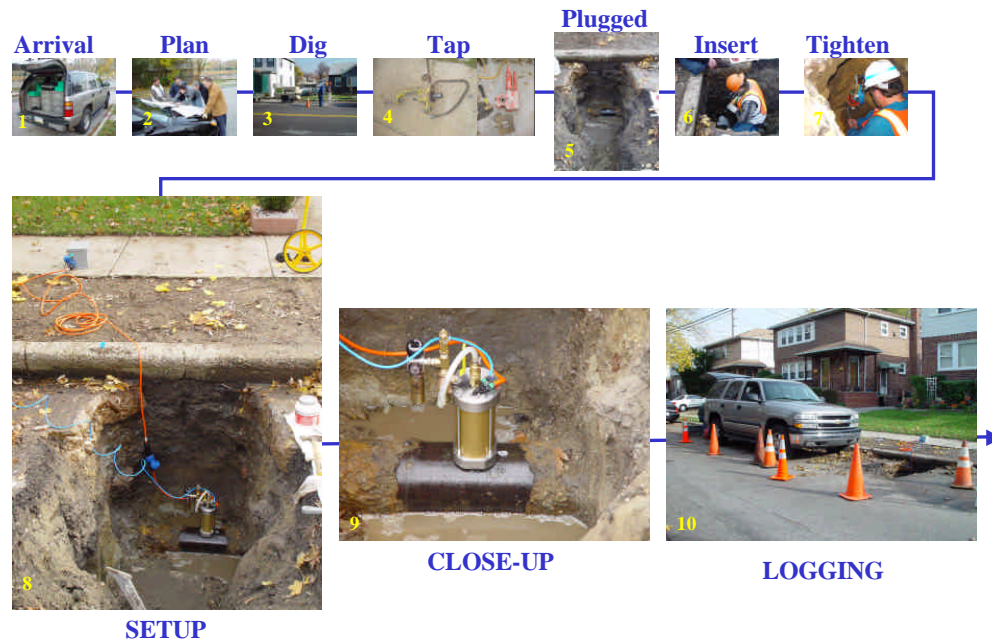 Arrival
Plan
Dig
Tap
Plugged
Insert
Tighten
1
2
3
4
5
6
7
8
SETUP
9
CLOSE-UP
10
LOGGING